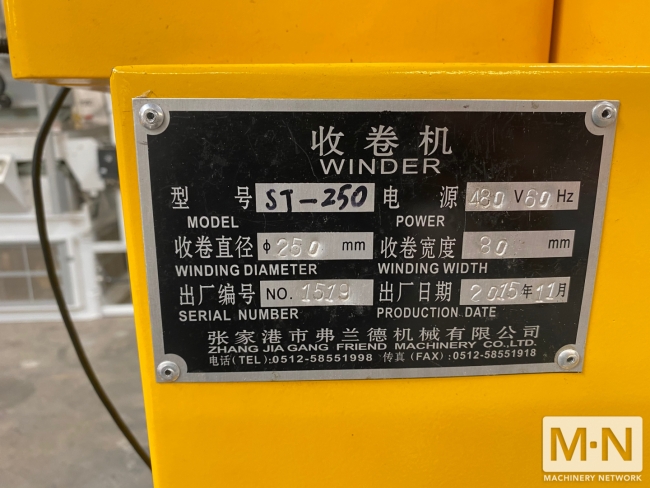 收卷机
WINDER
型 号 ST-250 电 源 480 V 60 Hz
MODEL POWER
收卷直径 φ 250 mm 收卷宽度 80 mm
WINDING DIAMETER WINDING WIDTH
出厂编号 NO. 1519 出厂日期 2015年11月
SERIAL NUMBER PRODUCTION DATE
张家港市弗兰德机械有限公司
ZHANG JIA GANG FRIEND MACHINERY CO.,LTD.
电话(TEL):0512-58551998 传真 (FAX):0512-58551918
M·N
MACHINERY NETWORK